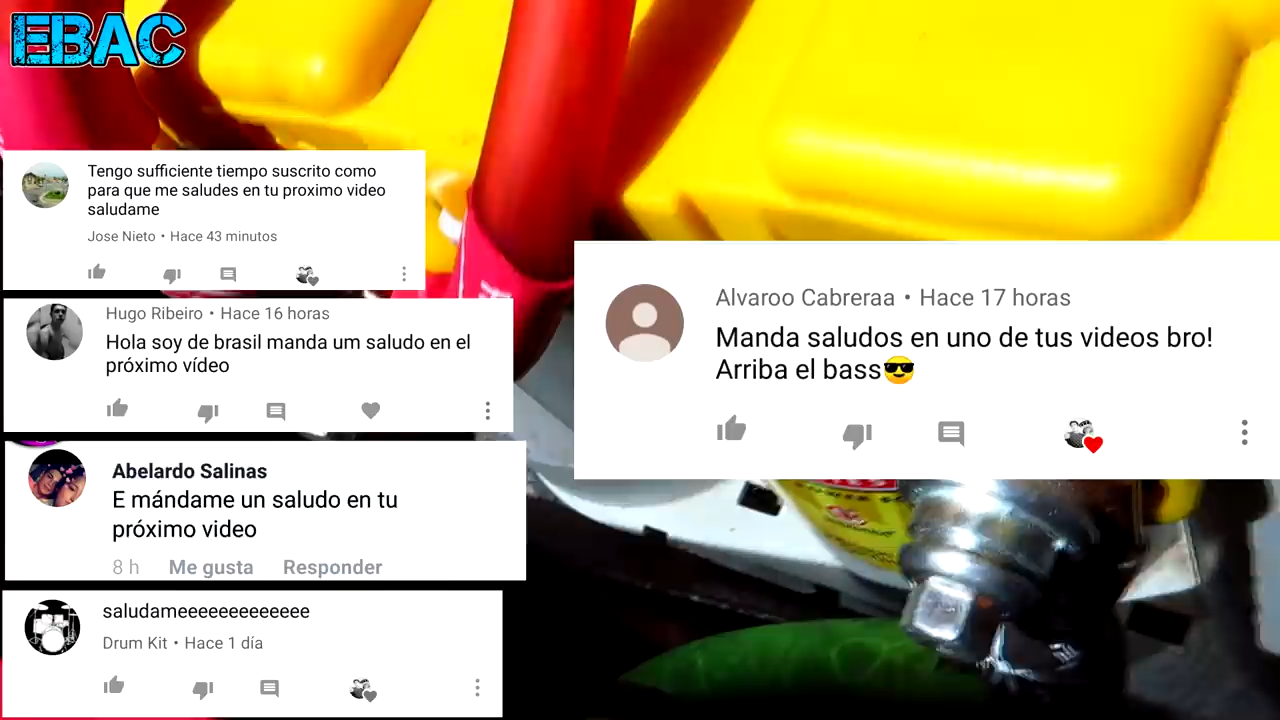 EBAC
Tengo sufficiente tiempo suscrito como
para que me saludes en tu proximo video
saludame
Jose Nieto • Hace 43 minutos
Hugo Ribeiro • Hace 16 horas
Hola soy de brasil manda um saludo en el
próximo vídeo
Abelardo Salinas
E mándame un saludo en tu
próximo video
8 h Me gusta Responder
saludameeeeeeeeeeeee
Drum Kit • Hace 1 día
Alvaroo Cabreraa • Hace 17 horas
Manda saludos en uno de tus videos bro!
Arriba el bass😎